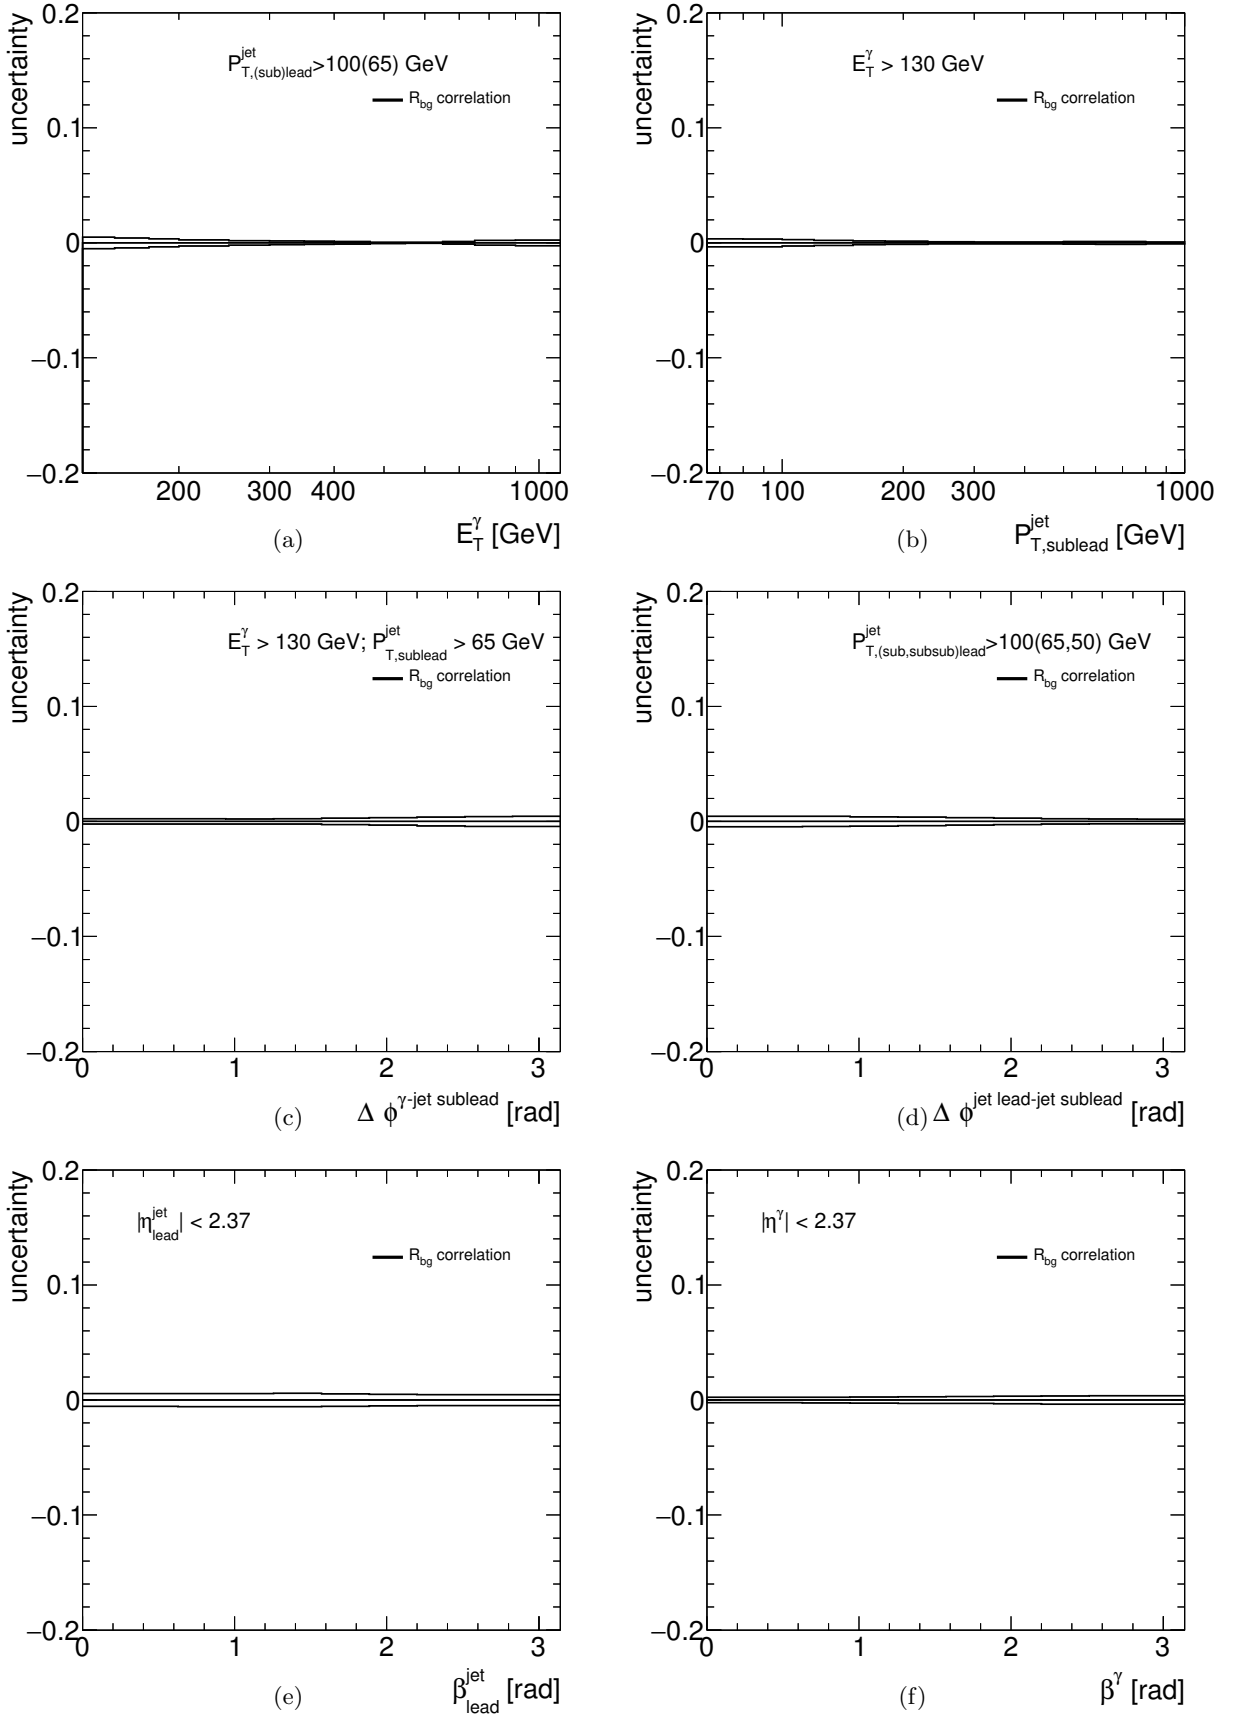 0.2
uncertainty
P^jet_T,(sub)lead>100(65) GeV
R_bg correlation
0.1
0
−0.1
−0.2
200 300 400 1000
E_T^γ [GeV]
(a)
0.2
uncertainty
E_T^γ > 130 GeV
R_bg correlation
0.1
0
−0.1
−0.2
70 100 200 300 1000
P^jet_T,sublead [GeV]
(b)
0.2
uncertainty
E_T^γ > 130 GeV; P^jet_T,sublead > 65 GeV
R_bg correlation
0.1
0
−0.1
−0.2
0 1 2 3
Δ ϕ^γ-jet sublead [rad]
(c)
0.2
uncertainty
P^jet_T,(sub,subsub)lead>100(65,50) GeV
R_bg correlation
0.1
0
−0.1
−0.2
0 1 2 3
Δ ϕ^jet lead-jet sublead [rad]
(d)
0.2
uncertainty
|η^jet_lead| < 2.37
R_bg correlation
0.1
0
−0.1
−0.2
0 1 2 3
β^jet_lead [rad]
(e)
0.2
uncertainty
|η^γ| < 2.37
R_bg correlation
0.1
0
−0.1
−0.2
0 1 2 3
β^γ [rad]
(f)